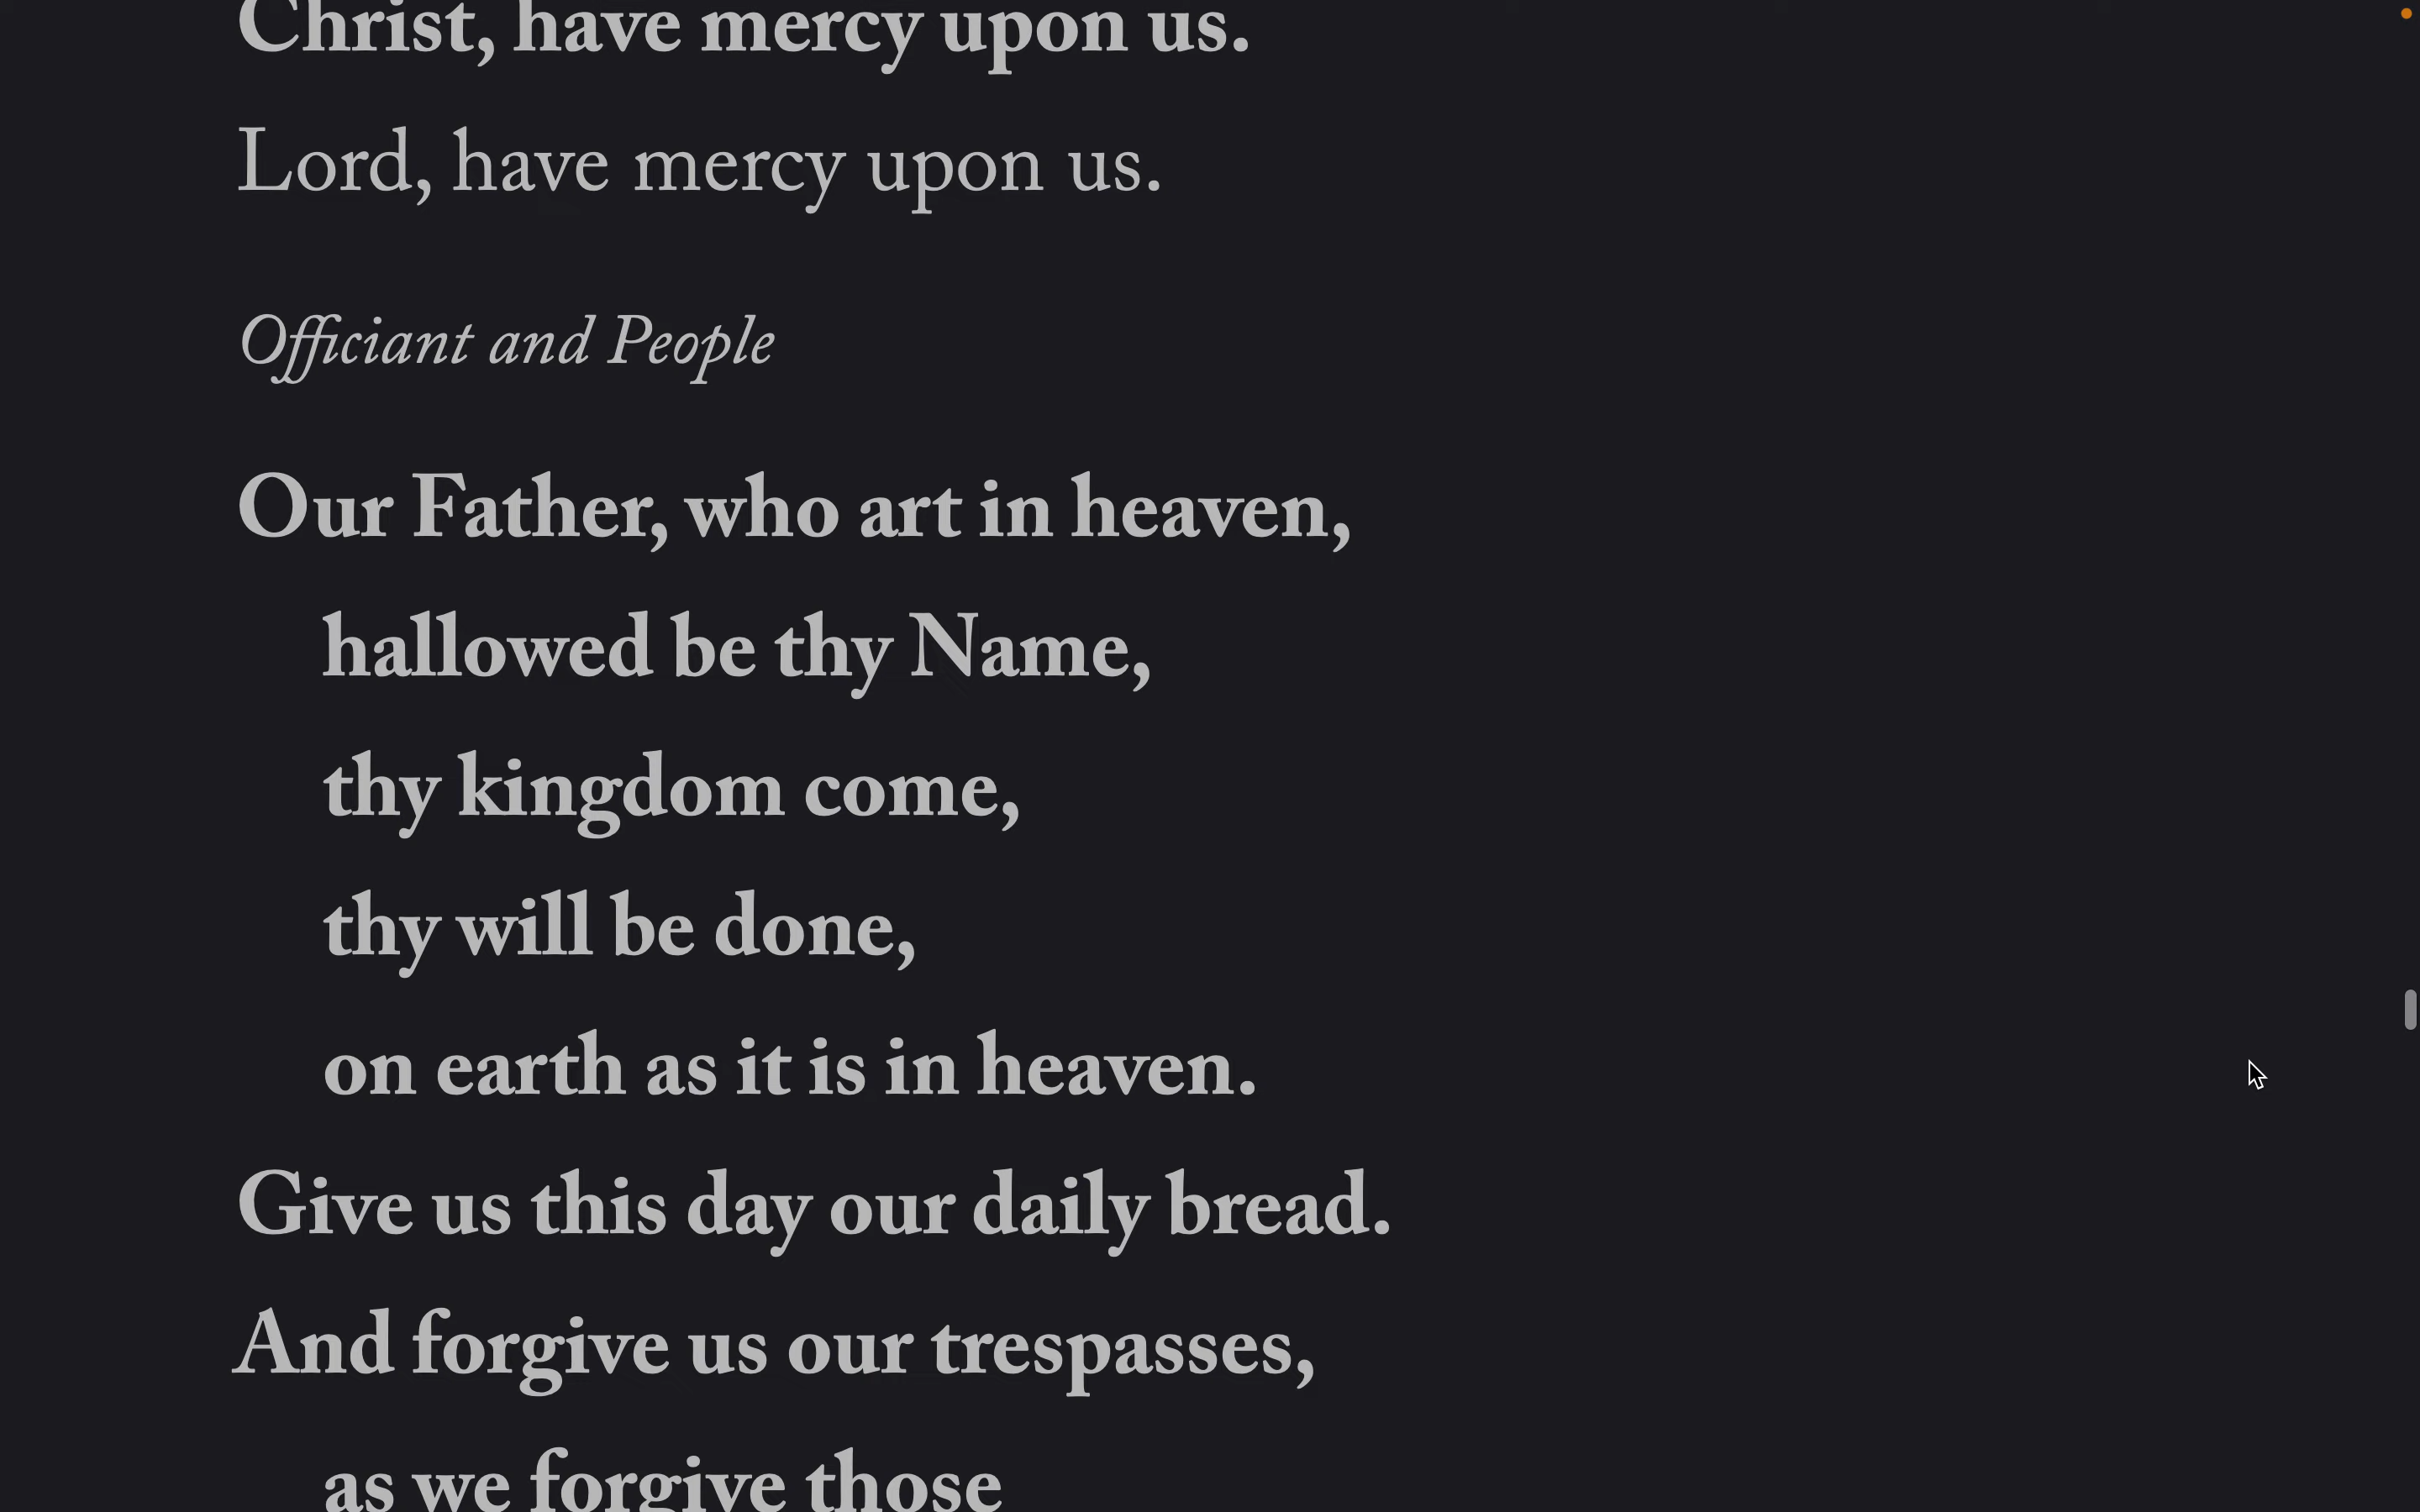 Christ, have mercy upon us.
Lord, have mercy upon us.
Officiant and People
Our Father, who art in heaven,
hallowed be thy Name,
thy kingdom come,
thy will be done,
on earth as it is in heaven.
Give us this day our daily bread.
And forgive us our trespasses,
as we forgive those